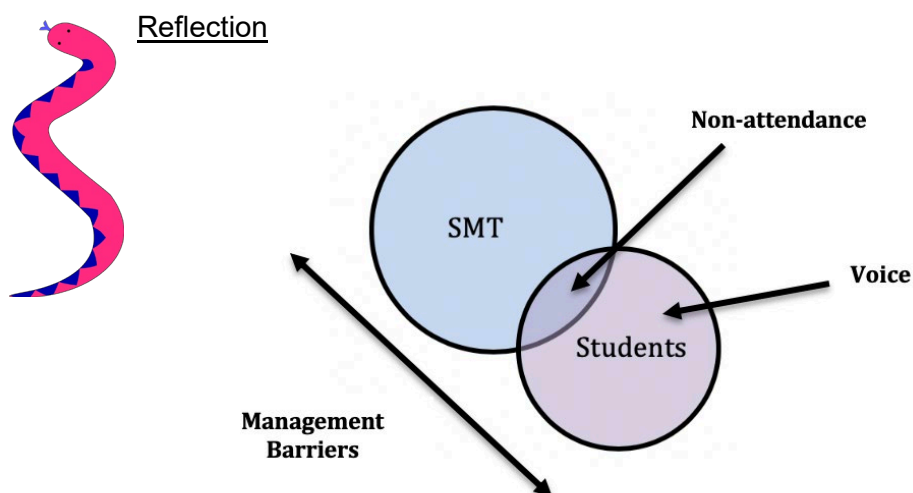 Reflection
Non-attendance
SMT
Voice
Students
Management
Barriers